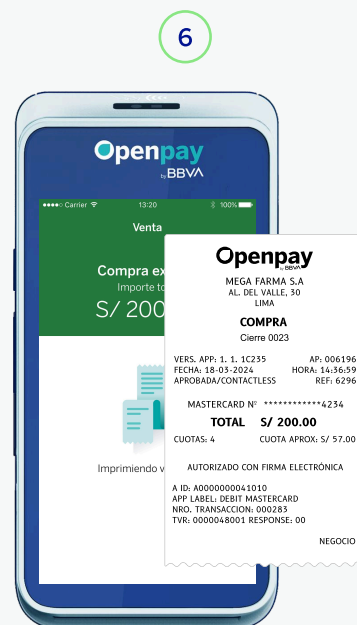 6
Openpay
by BBVA
Carrier 13:20 100%
Venta
Compra ex
Importe to
S/ 200
Imprimiendo v
Openpay
by BBVA
MEGA FARMA S.A
AL. DEL VALLE, 30
LIMA
COMPRA
Cierre 0023
VERS. APP: 1. 1. 1C235 AP: 006196
FECHA: 18-03-2024 HORA: 14:36:59
APROBADA/CONTACTLESS REF: 6296
MASTERCARD Nº ************4234
TOTAL S/ 200.00
CUOTAS: 4 CUOTA APROX: S/ 57.00
AUTORIZADO CON FIRMA ELECTRÓNICA
A ID: A0000000041010
APP LABEL: DEBIT MASTERCARD
NRO. TRANSACCION: 000283
TVR: 0000048001 RESPONSE: 00
NEGOCIO